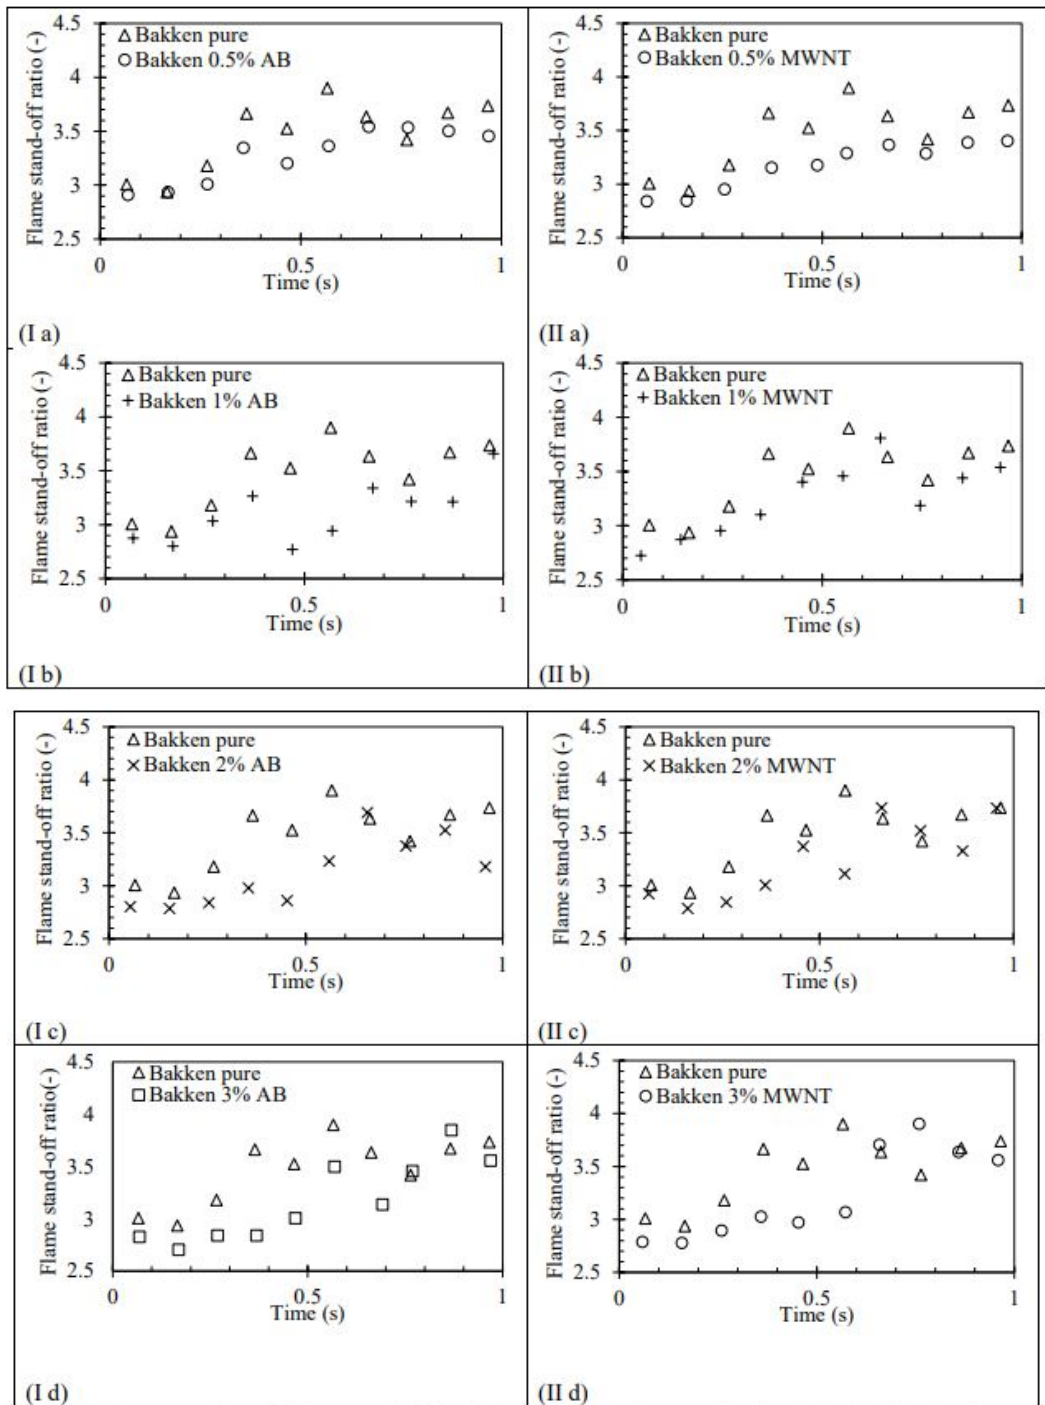 4.5
4
3.5
3
2.5
Flame stand-off ratio (-)
Bakken pure
Bakken 0.5% AB
0
0.5
1
Time (s)
(I a)
4.5
4
3.5
3
2.5
Flame stand-off ratio (-)
Bakken pure
Bakken 0.5% MWNT
0
0.5
1
Time (s)
(II a)
4.5
4
3.5
3
2.5
Flame stand-off ratio (-)
Bakken pure
Bakken 1% AB
0
0.5
1
Time (s)
(I b)
4.5
4
3.5
3
2.5
Flame stand-off ratio (-)
Bakken pure
Bakken 1% MWNT
0
0.5
1
Time (s)
(II b)
4.5
4
3.5
3
2.5
Flame stand-off ratio (-)
Bakken pure
Bakken 2% AB
0
0.5
1
Time (s)
(I c)
4.5
4
3.5
3
2.5
Flame stand-off ratio (-)
Bakken pure
Bakken 2% MWNT
0
0.5
1
Time (s)
(II c)
4.5
4
3.5
3
2.5
Flame stand-off ratio(-)
Bakken pure
Bakken 3% AB
0
0.5
1
Time (s)
(I d)
4.5
4
3.5
3
2.5
Flame stand-off ratio (-)
Bakken pure
Bakken 3% MWNT
0
0.5
1
Time (s)
(II d)